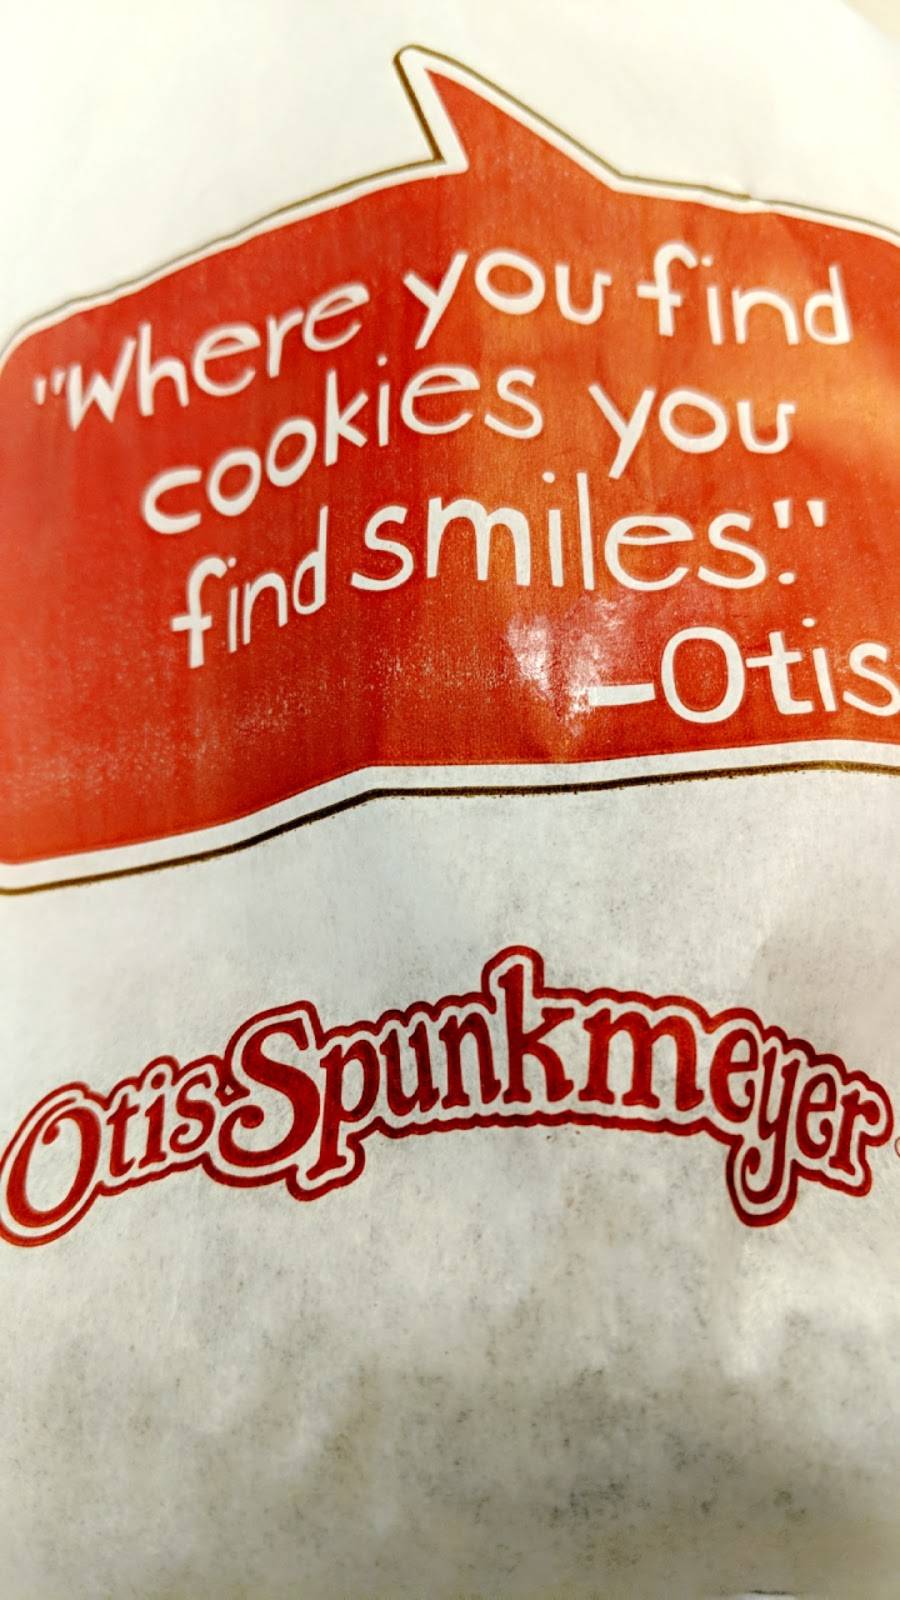 "Where you find
cookies you
find smiles."
–Otis
Otis Spunkmeyer